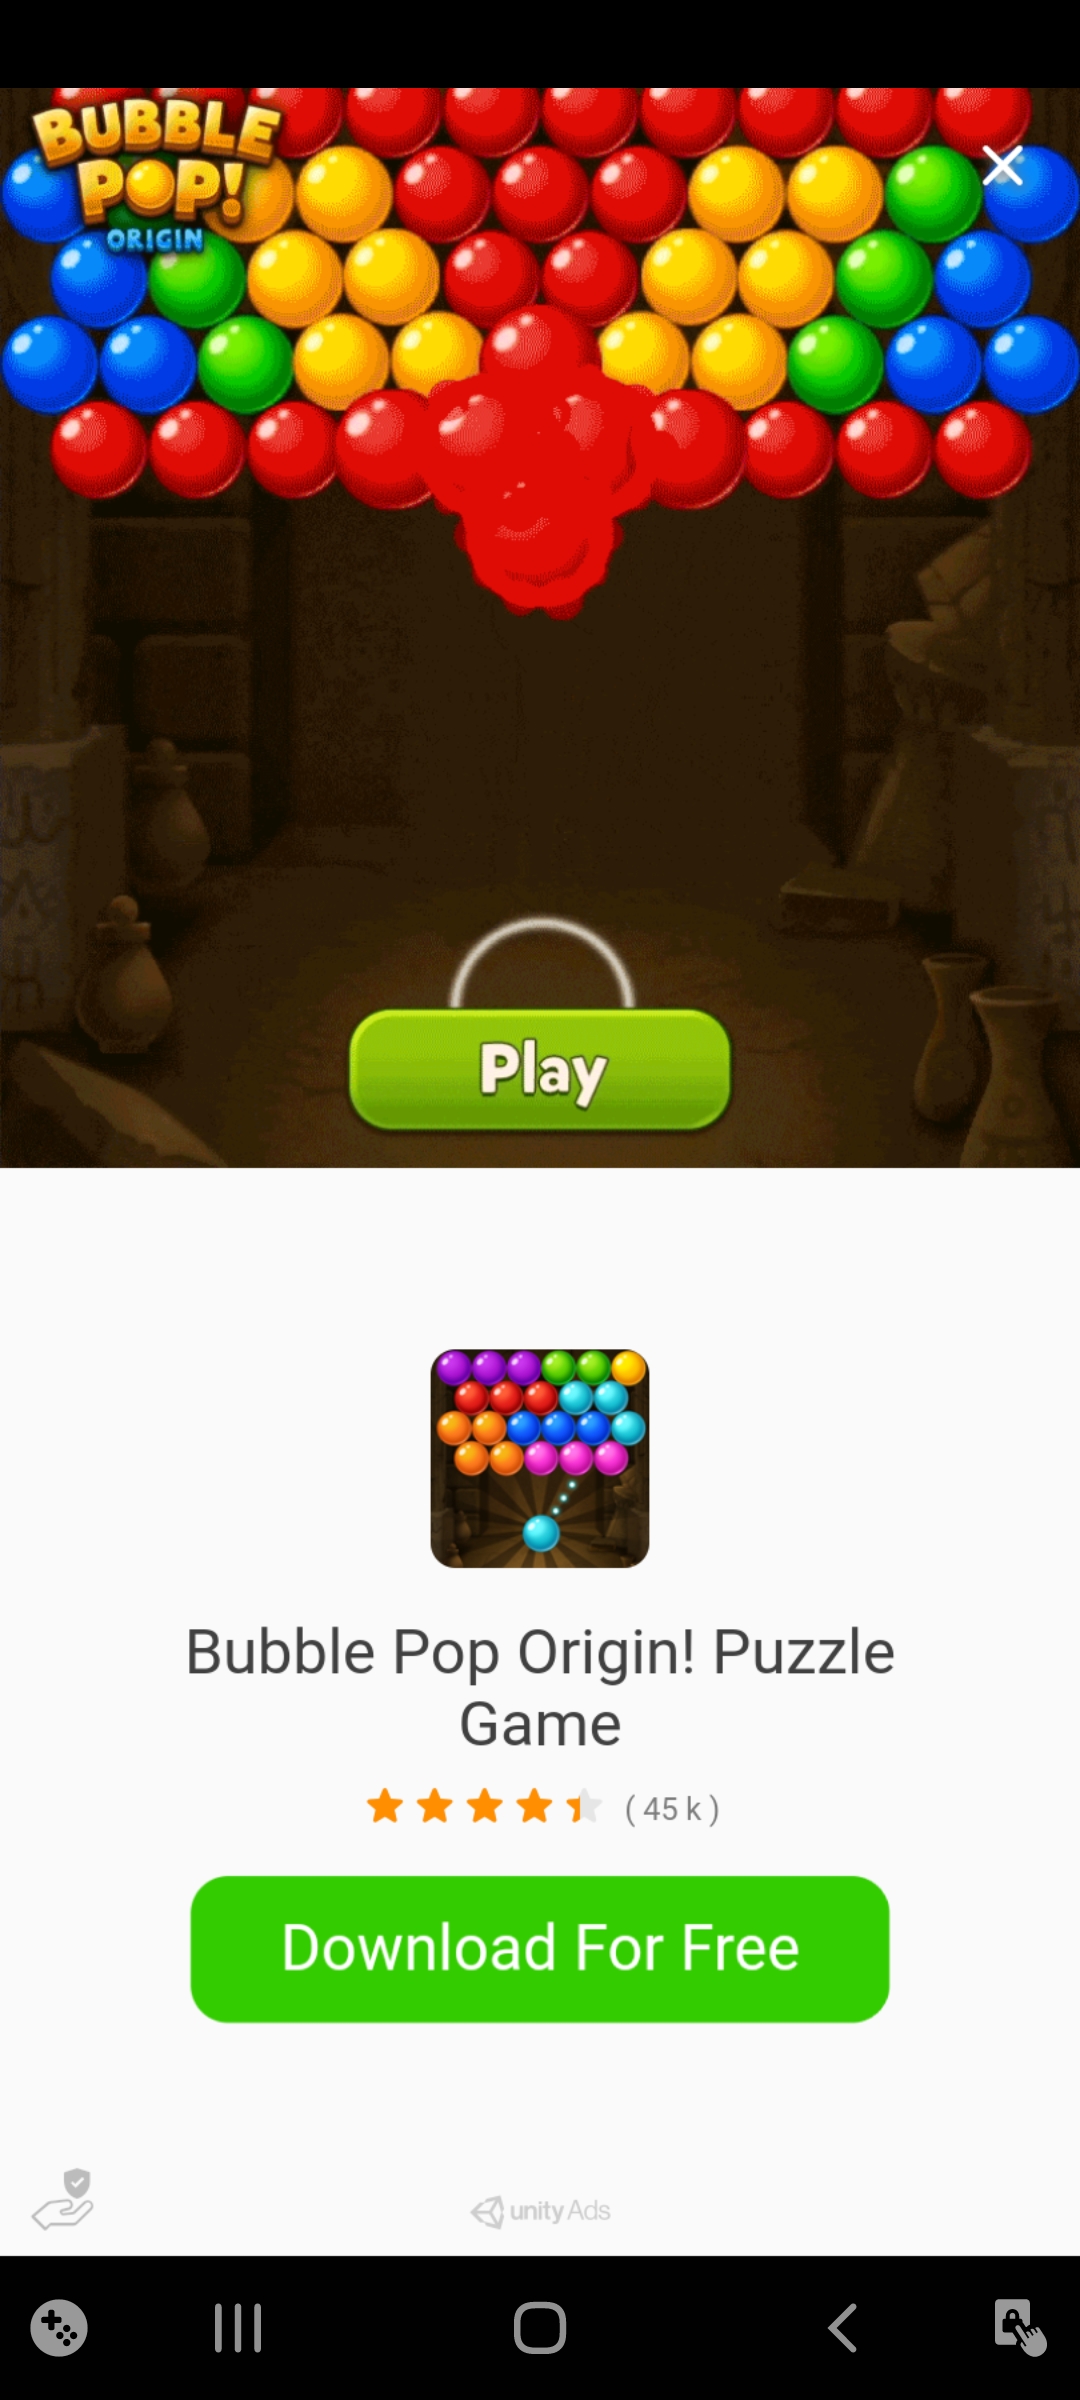 BUBBLE
POP!
ORIGIN
Play
Bubble Pop Origin! Puzzle
Game
( 45 k )
Download For Free
unity Ads